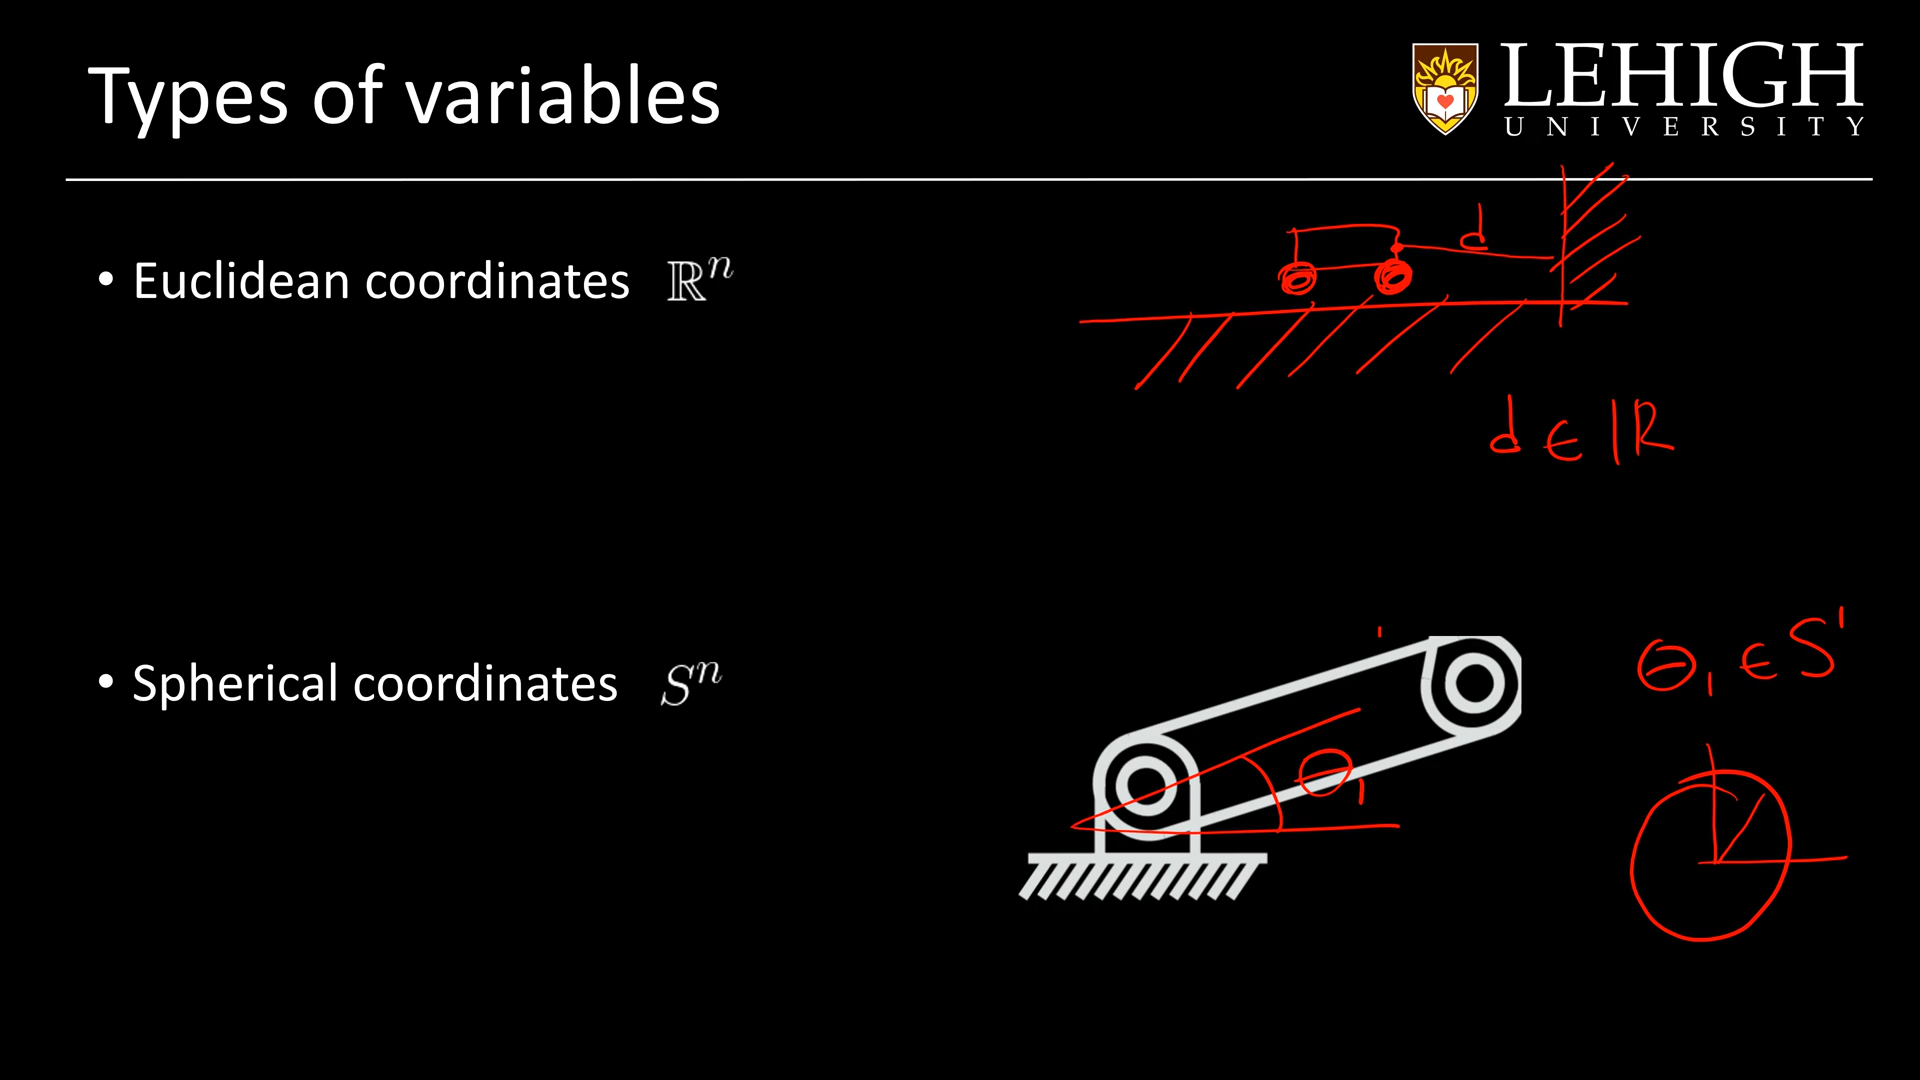 Types of variables
LEHIGH
UNIVERSITY
d
• Euclidean coordinates ℝⁿ
d ∈ ℝ
• Spherical coordinates Sⁿ
θ₁ ∈ S¹
θ₁